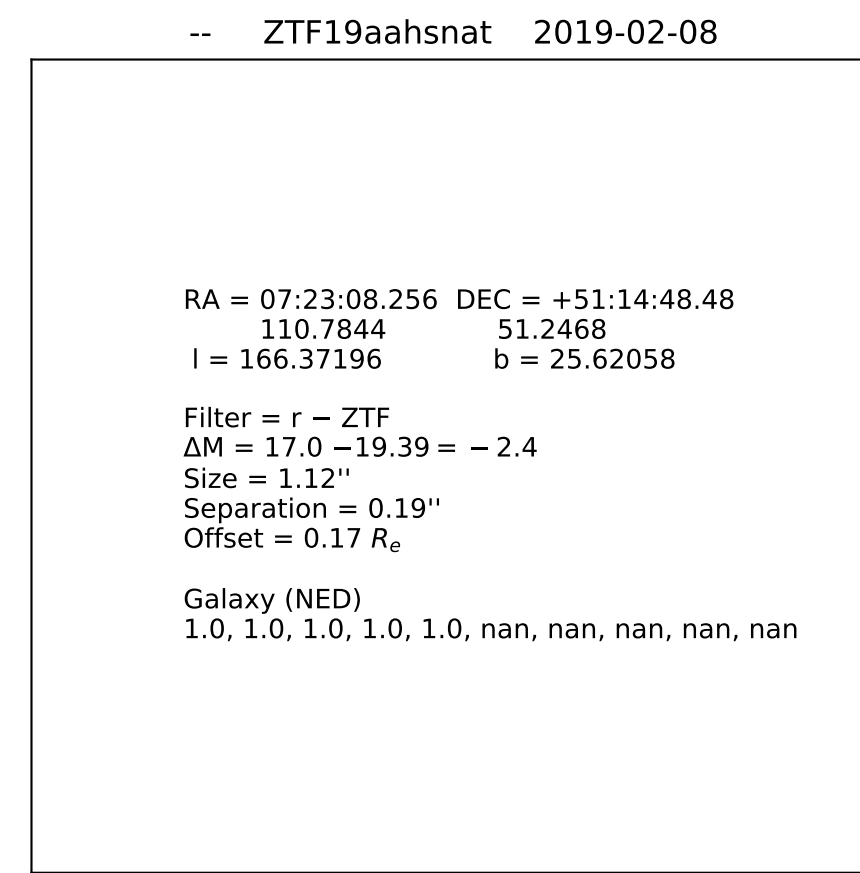 -- ZTF19aahsnat 2019-02-08
RA = 07:23:08.256 DEC = +51:14:48.48
110.7844 51.2468
l = 166.37196 b = 25.62058
Filter = r − ZTF
ΔM = 17.0 −19.39 = − 2.4
Size = 1.12''
Separation = 0.19''
Offset = 0.17 Re
Galaxy (NED)
1.0, 1.0, 1.0, 1.0, 1.0, nan, nan, nan, nan, nan